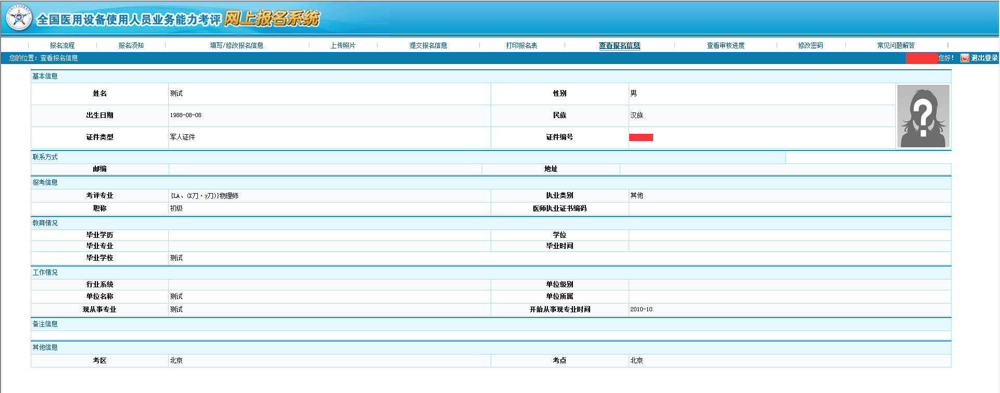 全国医用设备使用人员业务能力考评 网上报名系统
报名流程 报名须知 填写/修改报名信息 上传照片 提交报名信息 打印报名表 查看报名信息 查看审核进度 修改密码 常见问题解答
您的位置：查看报名信息 您好！ 退出登录
基本信息
姓名 测试 性别 男
出生日期 1988-08-08 民族 汉族
证件类型 军人证件 证件编号
联系方式
邮编 地址
报考信息
考评专业 {LA、(X刀·γ刀)}物理师 执业类别 其他
职称 初级 医师执业证书编码
教育情况
毕业学历 学位
毕业专业 毕业时间
毕业学校 测试
工作情况
行业系统 单位级别
单位名称 测试 单位所属
现从事专业 测试 开始从事现专业时间 2010-10
备注信息
其他信息
考区 北京 考点 北京